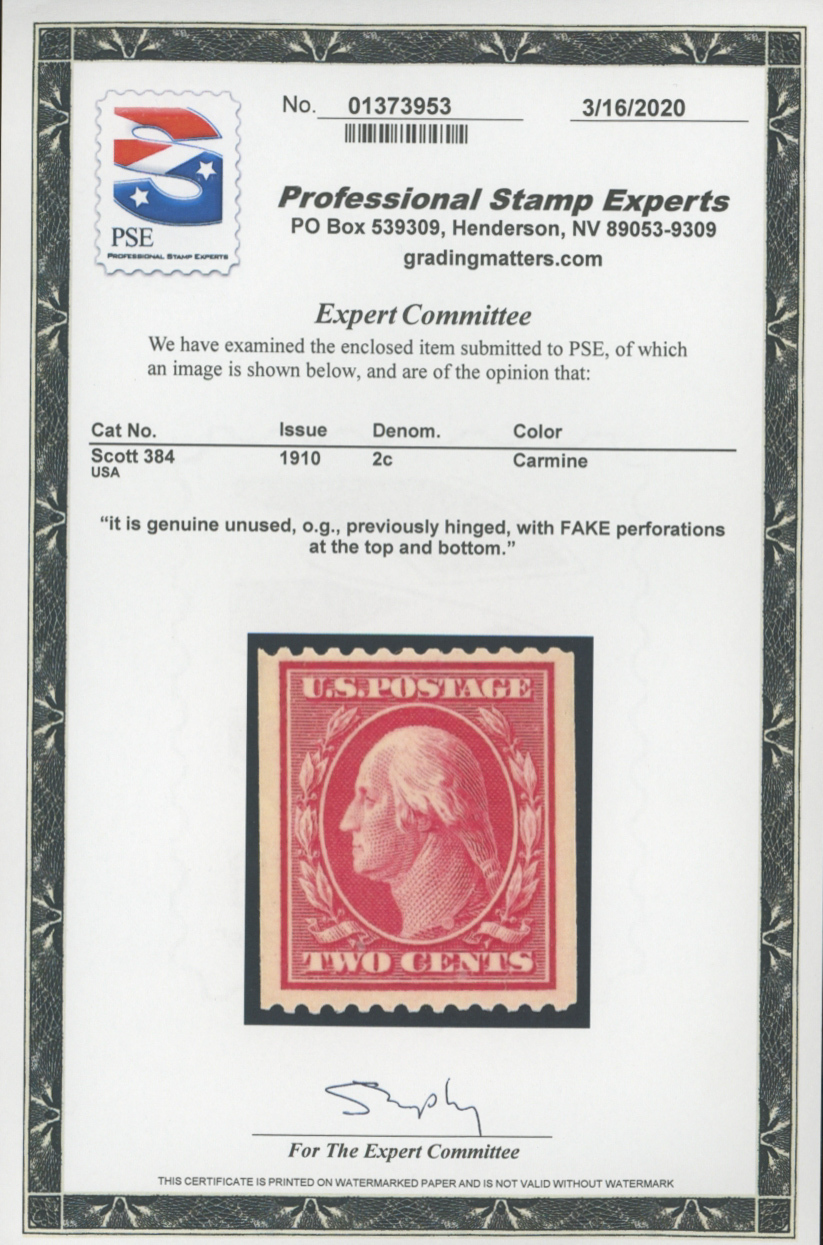 No. 01373953 3/16/2020
PSE
PROFESSIONAL STAMP EXPERTS
Professional Stamp Experts
PO Box 539309, Henderson, NV 89053-9309
gradingmatters.com
Expert Committee
We have examined the enclosed item submitted to PSE, of which
an image is shown below, and are of the opinion that:
Cat No. Issue Denom. Color
Scott 384 1910 2c Carmine
USA
“it is genuine unused, o.g., previously hinged, with FAKE perforations
at the top and bottom.”
U.S. POSTAGE
TWO CENTS
For The Expert Committee
THIS CERTIFICATE IS PRINTED ON WATERMARKED PAPER AND IS NOT VALID WITHOUT WATERMARK